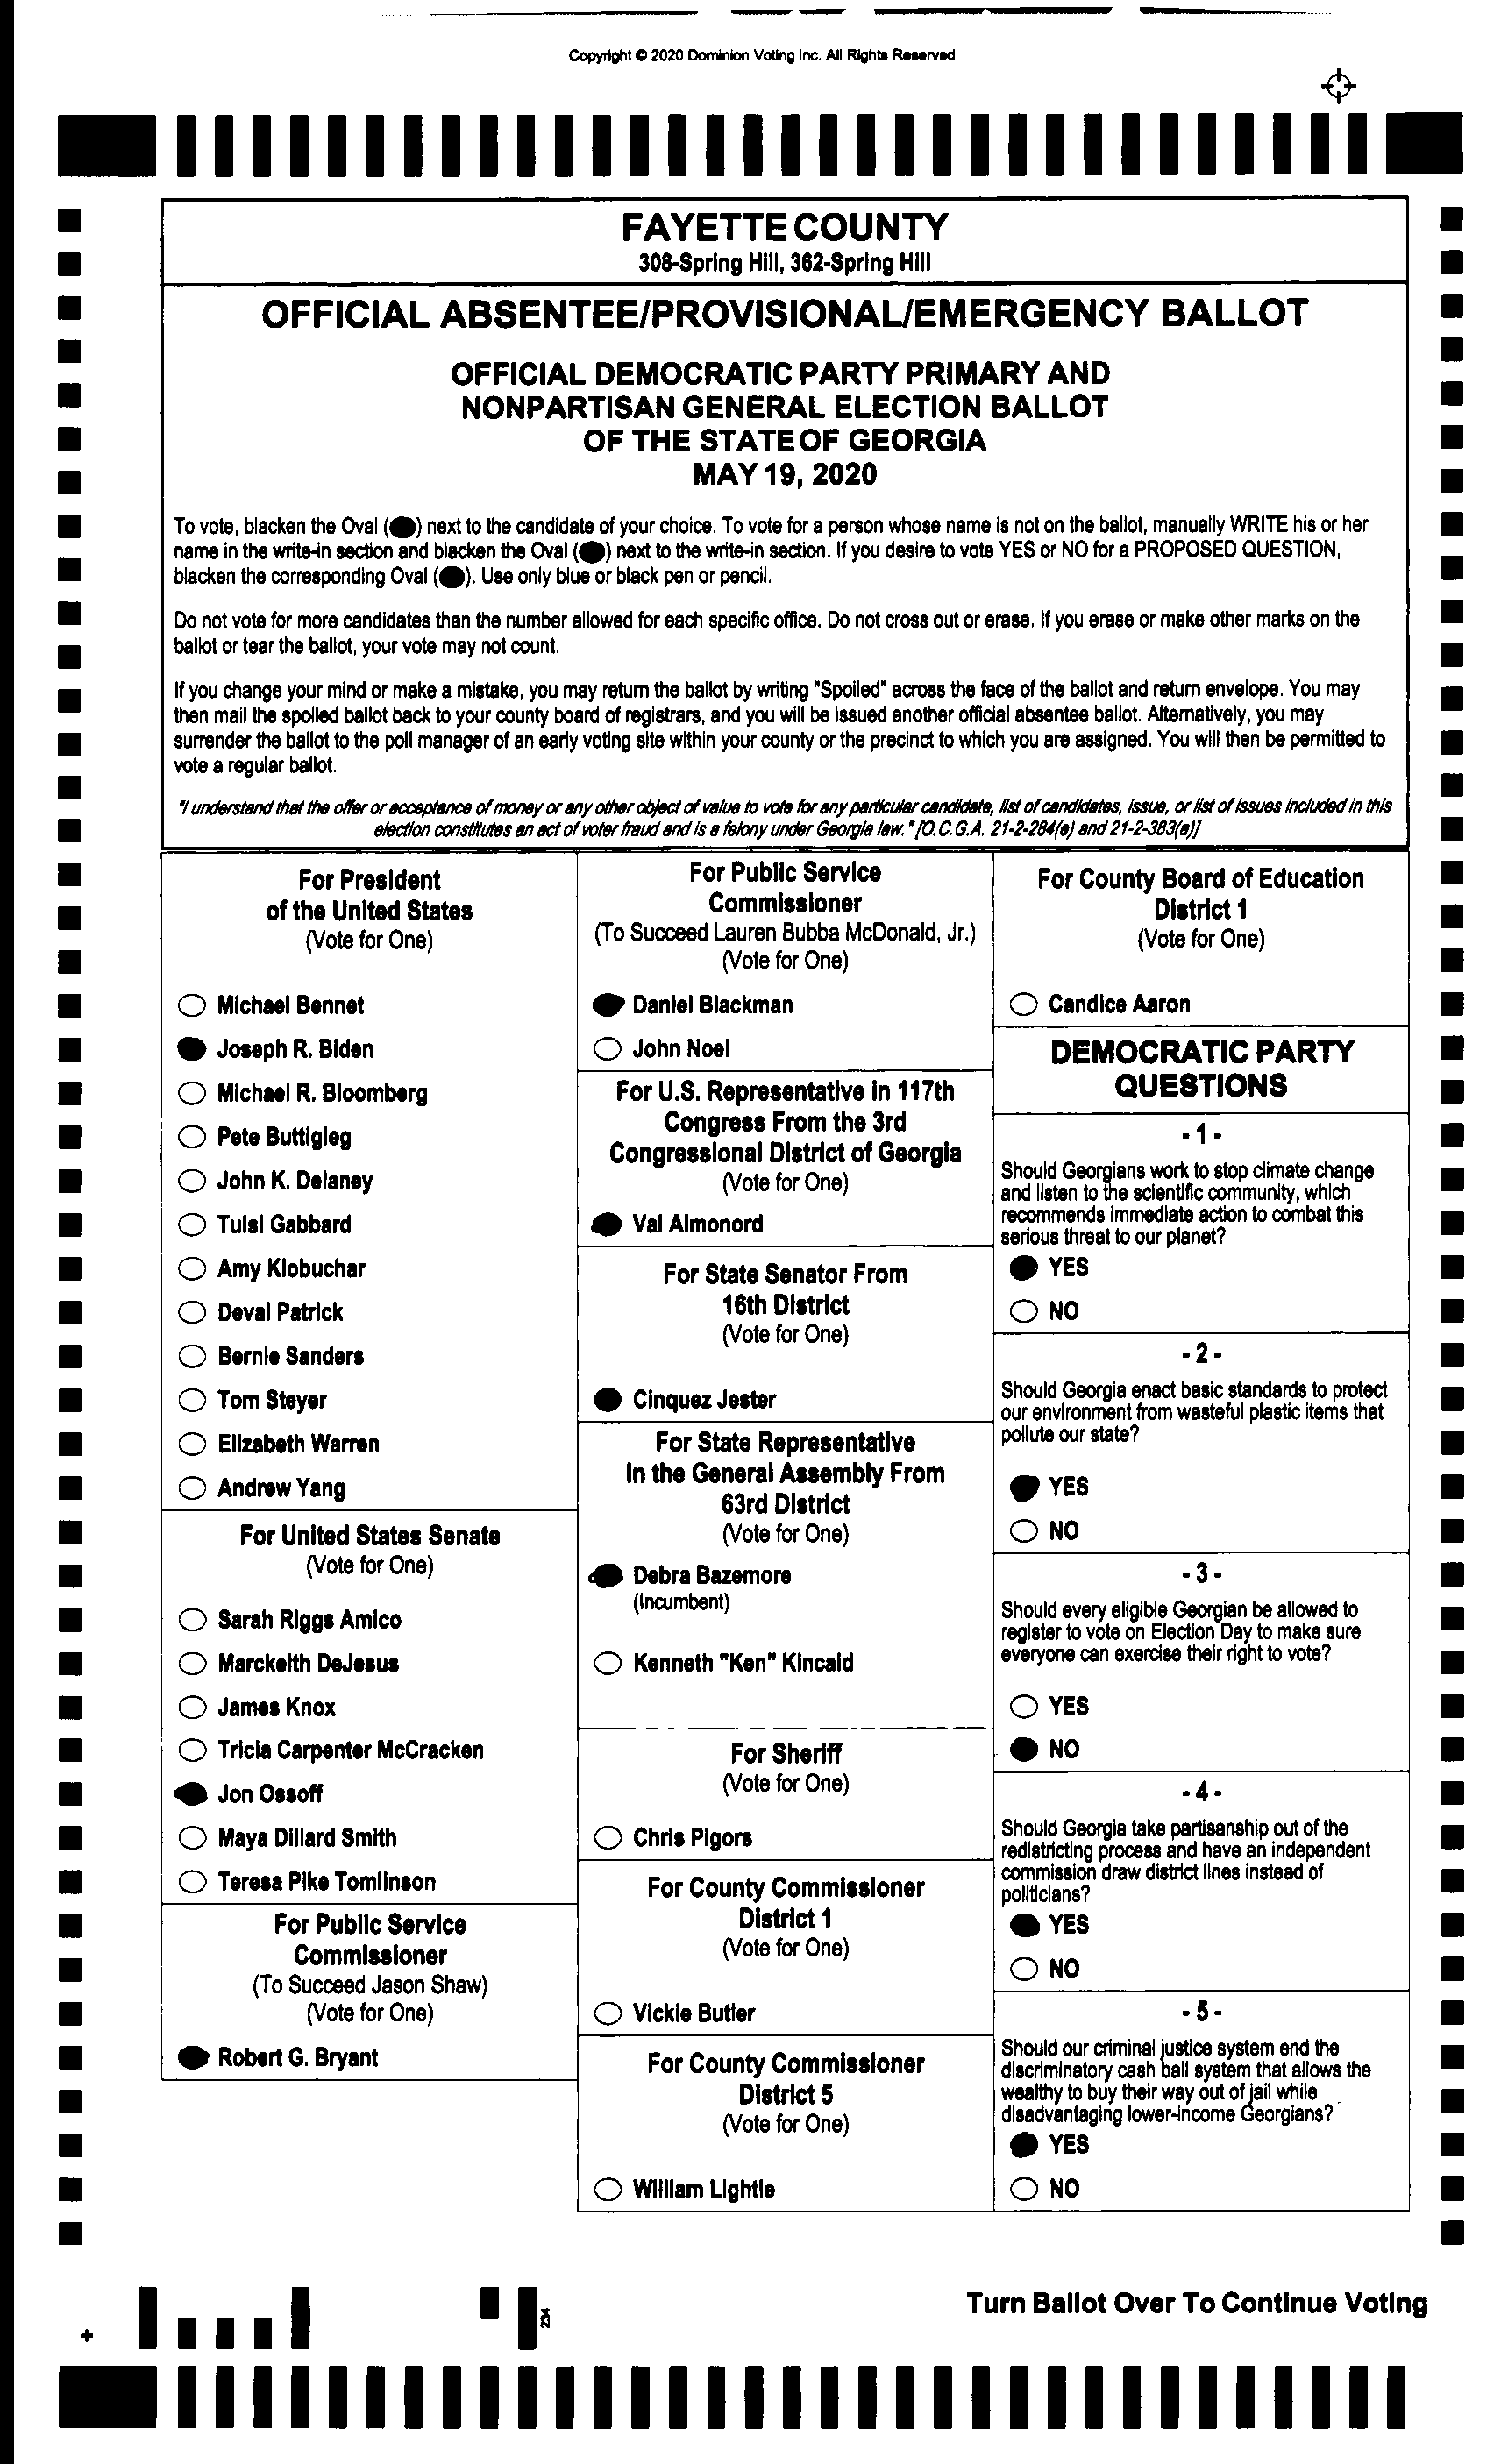 Copyright © 2020 Dominion Voting Inc. All Rights Reserved
FAYETTE COUNTY
308-Spring Hill, 362-Spring Hill
OFFICIAL ABSENTEE/PROVISIONAL/EMERGENCY BALLOT
OFFICIAL DEMOCRATIC PARTY PRIMARY AND
NONPARTISAN GENERAL ELECTION BALLOT
OF THE STATE OF GEORGIA
MAY 19, 2020
To vote, blacken the Oval (●) next to the candidate of your choice. To vote for a person whose name is not on the ballot, manually WRITE his or her
name in the write-in section and blacken the Oval (●) next to the write-in section. If you desire to vote YES or NO for a PROPOSED QUESTION,
blacken the corresponding Oval (●). Use only blue or black pen or pencil.
Do not vote for more candidates than the number allowed for each specific office. Do not cross out or erase. If you erase or make other marks on the
ballot or tear the ballot, your vote may not count.
If you change your mind or make a mistake, you may return the ballot by writing "Spoiled" across the face of the ballot and return envelope. You may
then mail the spoiled ballot back to your county board of registrars, and you will be issued another official absentee ballot. Alternatively, you may
surrender the ballot to the poll manager of an early voting site within your county or the precinct to which you are assigned. You will then be permitted to
vote a regular ballot.
"I understand that the offer or acceptance of money or any other object of value to vote for any particular candidate, list of candidates, issue, or list of issues included in this
election constitutes an act of voter fraud and is a felony under Georgia law." [O.C.G.A. 21-2-284(e) and 21-2-383(a)]
For President
of the United States
(Vote for One)
Michael Bennet
Joseph R. Biden
Michael R. Bloomberg
Pete Buttigieg
John K. Delaney
Tulsi Gabbard
Amy Klobuchar
Deval Patrick
Bernie Sanders
Tom Steyer
Elizabeth Warren
Andrew Yang
For United States Senate
(Vote for One)
Sarah Riggs Amico
Marckeith DeJesus
James Knox
Tricia Carpenter McCracken
Jon Ossoff
Maya Dillard Smith
Teresa Pike Tomlinson
For Public Service
Commissioner
(To Succeed Jason Shaw)
(Vote for One)
Robert G. Bryant
For Public Service
Commissioner
(To Succeed Lauren Bubba McDonald, Jr.)
(Vote for One)
Daniel Blackman
John Noel
For U.S. Representative in 117th
Congress From the 3rd
Congressional District of Georgia
(Vote for One)
Val Almonord
For State Senator From
16th District
(Vote for One)
Cinquez Jester
For State Representative
In the General Assembly From
63rd District
(Vote for One)
Debra Bazemore
(Incumbent)
Kenneth "Ken" Kincaid
For Sheriff
(Vote for One)
Chris Pigors
For County Commissioner
District 1
(Vote for One)
Vickie Butler
For County Commissioner
District 5
(Vote for One)
William Lightle
For County Board of Education
District 1
(Vote for One)
Candice Aaron
DEMOCRATIC PARTY
QUESTIONS
- 1 -
Should Georgians work to stop climate change
and listen to the scientific community, which
recommends immediate action to combat this
serious threat to our planet?
YES
NO
- 2 -
Should Georgia enact basic standards to protect
our environment from wasteful plastic items that
pollute our state?
YES
NO
- 3 -
Should every eligible Georgian be allowed to
register to vote on Election Day to make sure
everyone can exercise their right to vote?
YES
NO
- 4 -
Should Georgia take partisanship out of the
redistricting process and have an independent
commission draw district lines instead of
politicians?
YES
NO
- 5 -
Should our criminal justice system end the
discriminatory cash bail system that allows the
wealthy to buy their way out of jail while
disadvantaging lower-income Georgians?
YES
NO
Turn Ballot Over To Continue Voting
234